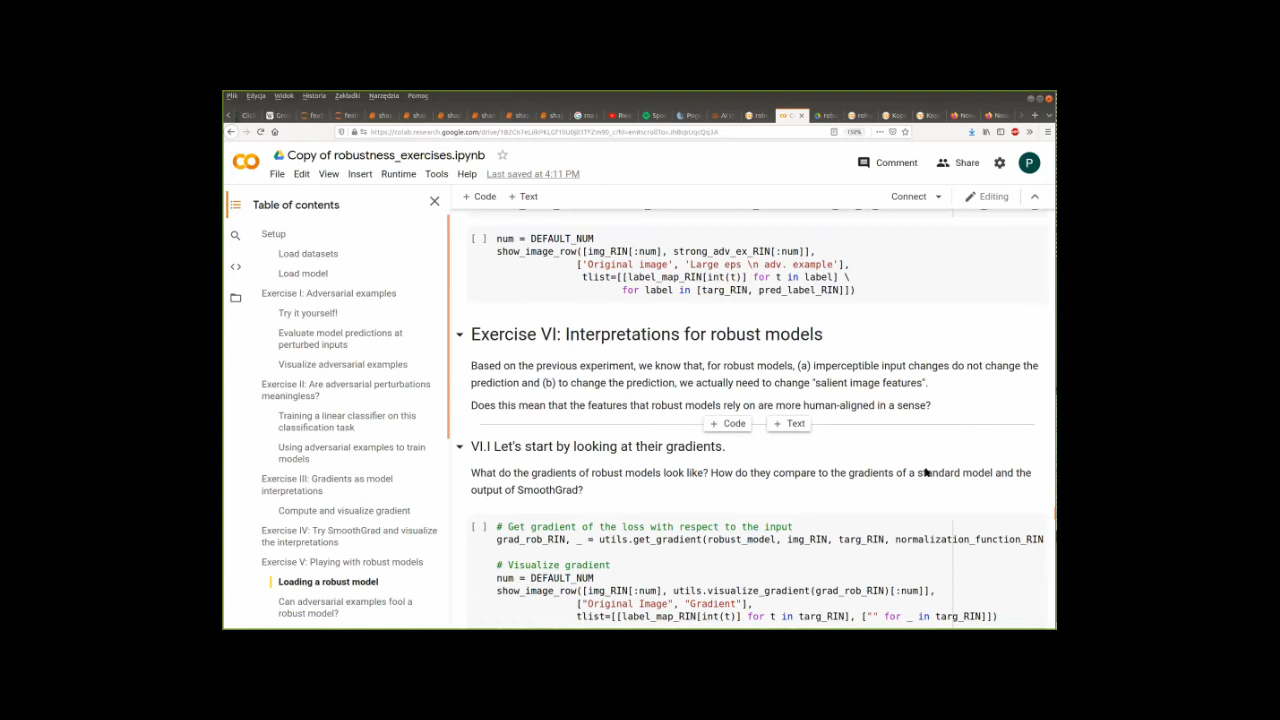 Plik Edycja Widok Historia Zakładki Narzędzia Pomoc
150%
Copy of robustness_exercises.ipynb
Comment Share P
File Edit View Insert Runtime Tools Help Last saved at 4:11 PM
Table of contents
+ Code + Text Connect Editing
Setup
Load datasets
Load model
Exercise I: Adversarial examples
Try it yourself!
Evaluate model predictions at
perturbed inputs
Visualize adversarial examples
Exercise II: Are adversarial perturbations
meaningless?
Training a linear classifier on this
classification task
Using adversarial examples to train
models
Exercise III: Gradients as model
interpretations
Compute and visualize gradient
Exercise IV: Try SmoothGrad and visualize
the interpretations
Exercise V: Playing with robust models
Loading a robust model
Can adversarial examples fool a
robust model?
[ ] num = DEFAULT_NUM
show_image_row([img_RIN[:num], strong_adv_ex_RIN[:num]],
['Original image', 'Large eps \n adv. example'],
tlist=[[label_map_RIN[int(t)] for t in label] \
for label in [targ_RIN, pred_label_RIN]])
Exercise VI: Interpretations for robust models
Based on the previous experiment, we know that, for robust models, (a) imperceptible input changes do not change the
prediction and (b) to change the prediction, we actually need to change "salient image features".
Does this mean that the features that robust models rely on are more human-aligned in a sense?
+ Code + Text
VI.I Let's start by looking at their gradients.
What do the gradients of robust models look like? How do they compare to the gradients of a standard model and the
output of SmoothGrad?
[ ] # Get gradient of the loss with respect to the input
grad_rob_RIN, _ = utils.get_gradient(robust_model, img_RIN, targ_RIN, normalization_function_RIN
# Visualize gradient
num = DEFAULT_NUM
show_image_row([img_RIN[:num], utils.visualize_gradient(grad_rob_RIN)[:num]],
["Original Image", "Gradient"],
tlist=[[label_map_RIN[int(t)] for t in targ_RIN], ["" for _ in targ_RIN]])